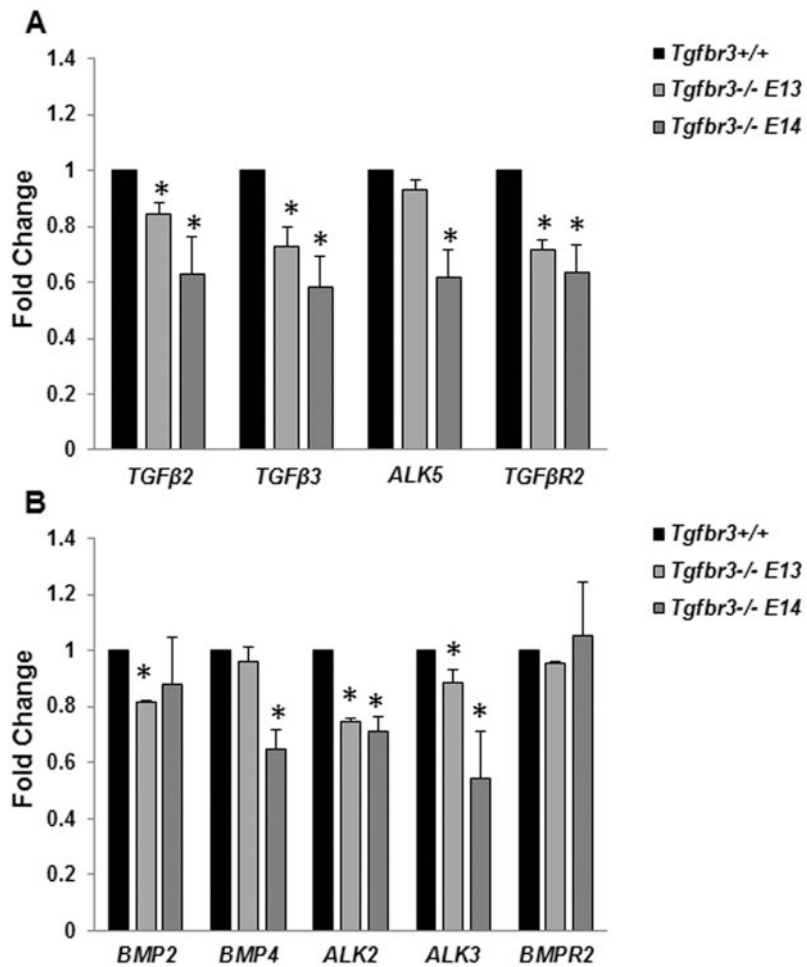 A
Tgfbr3+/+
Tgfbr3-/- E13
Tgfbr3-/- E14
Fold Change
1.4
1.2
1
0.8
0.6
0.4
0.2
0
* * * * * * *
TGFβ2 TGFβ3 ALK5 TGFβR2
B
Tgfbr3+/+
Tgfbr3-/- E13
Tgfbr3-/- E14
Fold Change
1.4
1.2
1
0.8
0.6
0.4
0.2
0
* * * * * *
BMP2 BMP4 ALK2 ALK3 BMPR2